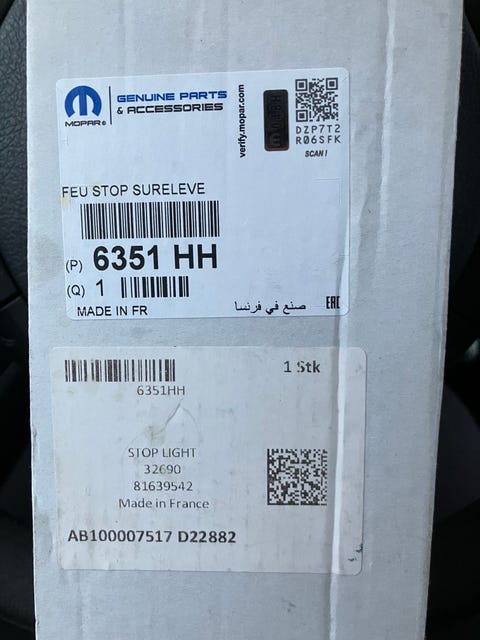 MOPAR®
GENUINE PARTS
& ACCESSORIES
verify.mopar.com
DZP7T2
R06SFK
SCAN!
FEU STOP SURELEVE
(P) 6351 HH
(Q) 1
MADE IN FR
صنع في فرنسا
EAC
6351HH
1 Stk
STOP LIGHT
32690
81639542
Made in France
AB100007517 D22882